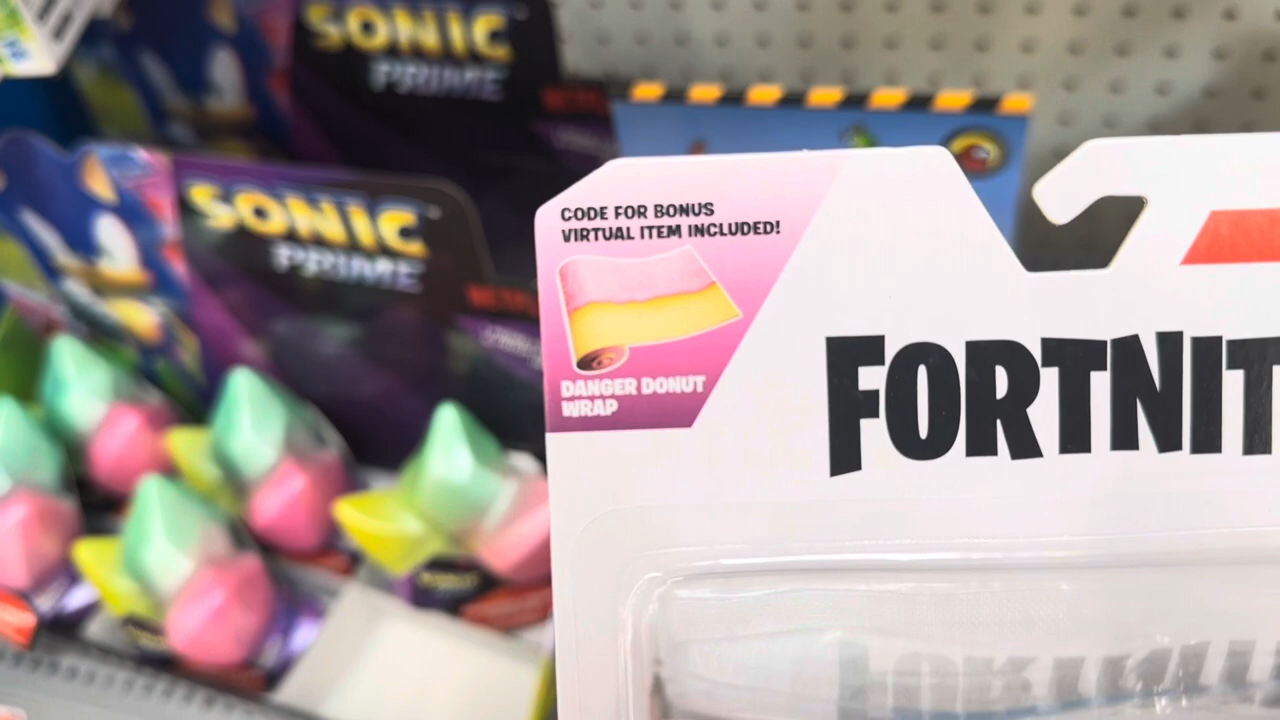 SONIC
PRIME
SONIC
PRIME
CODE FOR BONUS
VIRTUAL ITEM INCLUDED!
DANGER DONUT
WRAP
FORTNIT